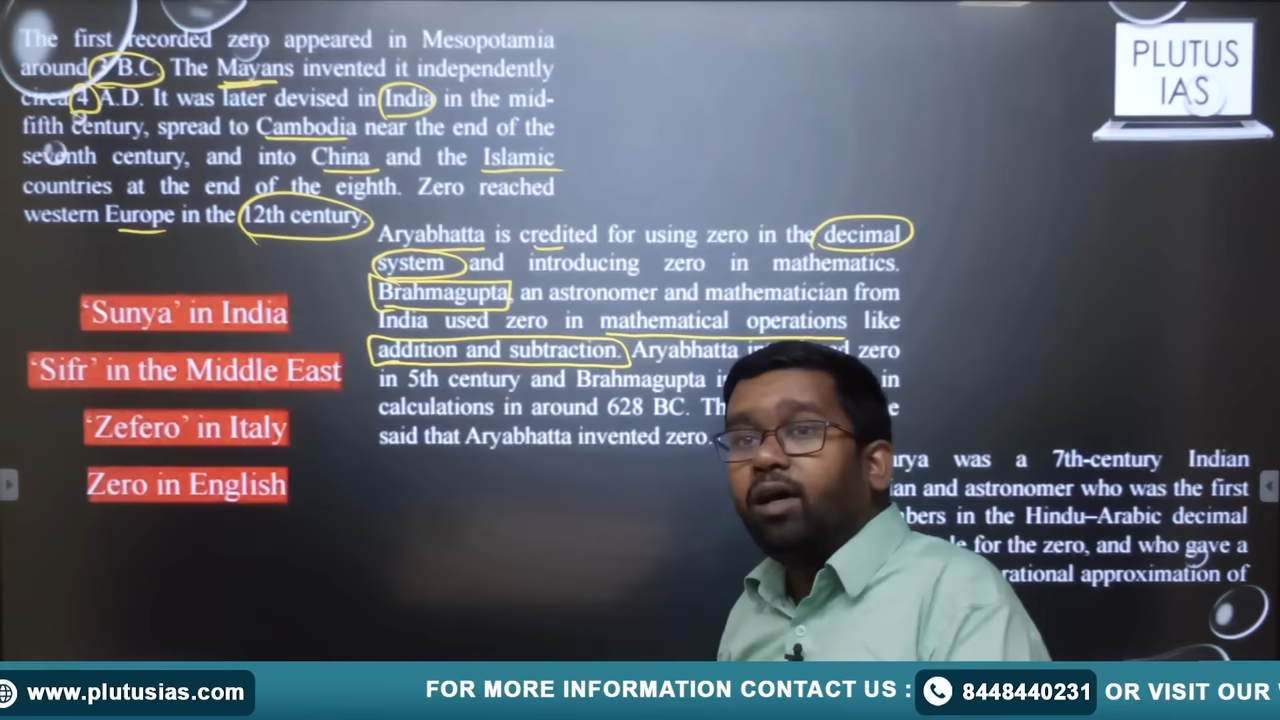 The first recorded zero appeared in Mesopotamia
around 3 B.C. The Mayans invented it independently
circa 4 A.D. It was later devised in India in the mid-
fifth century, spread to Cambodia near the end of the
seventh century, and into China and the Islamic
countries at the end of the eighth. Zero reached
western Europe in the 12th century.
PLUTUS
IAS
Aryabhatta is credited for using zero in the decimal
system and introducing zero in mathematics.
Brahmagupta, an astronomer and mathematician from
India used zero in mathematical operations like
addition and subtraction. Aryabhatta zero
in 5th century and Brahmagupta in
calculations in around 628 BC.
said that Aryabhatta invented zero.
'Sunya' in India
'Sifr' in the Middle East
'Zefero' in Italy
Zero in English
was a 7th-century Indian
and astronomer who was the first
in the Hindu–Arabic decimal
for the zero, and who gave a
rational approximation of
www.plutusias.com
FOR MORE INFORMATION CONTACT US :
8448440231
OR VISIT OUR